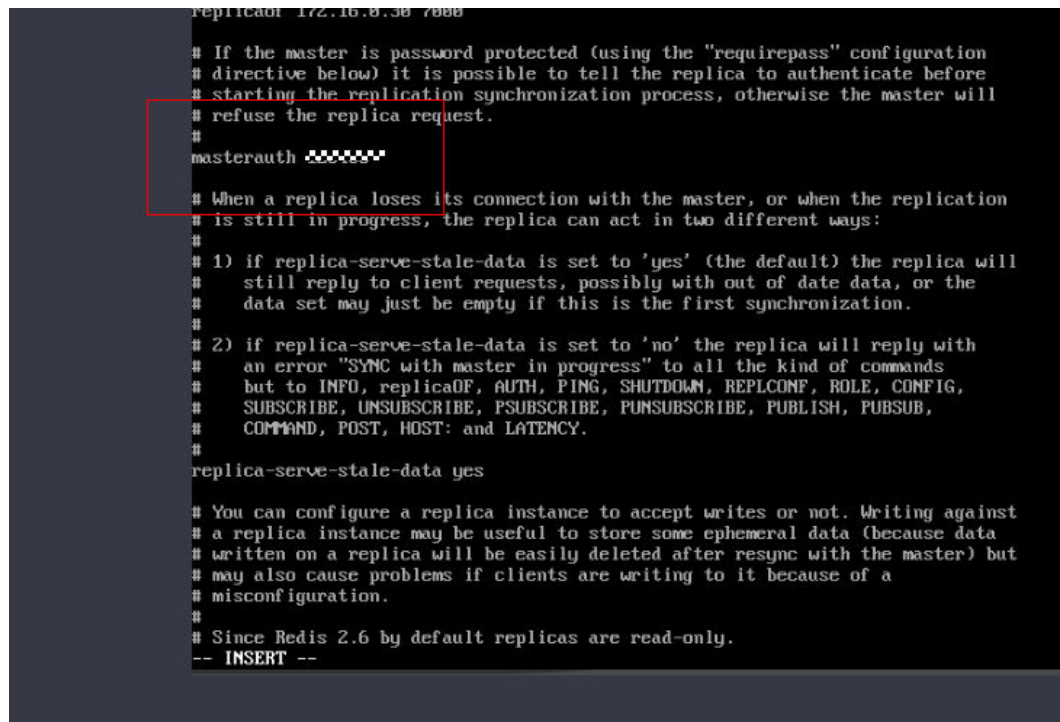 replicaof 172.16.0.30 7000
# If the master is password protected (using the "requirepass" configuration
# directive below) it is possible to tell the replica to authenticate before
# starting the replication synchronization process, otherwise the master will
# refuse the replica request.
#
masterauth
# When a replica loses its connection with the master, or when the replication
# is still in progress, the replica can act in two different ways:
#
# 1) if replica-serve-stale-data is set to 'yes' (the default) the replica will
#    still reply to client requests, possibly with out of date data, or the
#    data set may just be empty if this is the first synchronization.
#
# 2) if replica-serve-stale-data is set to 'no' the replica will reply with
#    an error "SYNC with master in progress" to all the kind of commands
#    but to INFO, replicaOF, AUTH, PING, SHUTDOWN, REPLCONF, ROLE, CONFIG,
#    SUBSCRIBE, UNSUBSCRIBE, PSUBSCRIBE, PUNSUBSCRIBE, PUBLISH, PUBSUB,
#    COMMAND, POST, HOST: and LATENCY.
#
replica-serve-stale-data yes
# You can configure a replica instance to accept writes or not. Writing against
# a replica instance may be useful to store some ephemeral data (because data
# written on a replica will be easily deleted after resync with the master) but
# may also cause problems if clients are writing to it because of a
# misconfiguration.
#
# Since Redis 2.6 by default replicas are read-only.
-- INSERT --